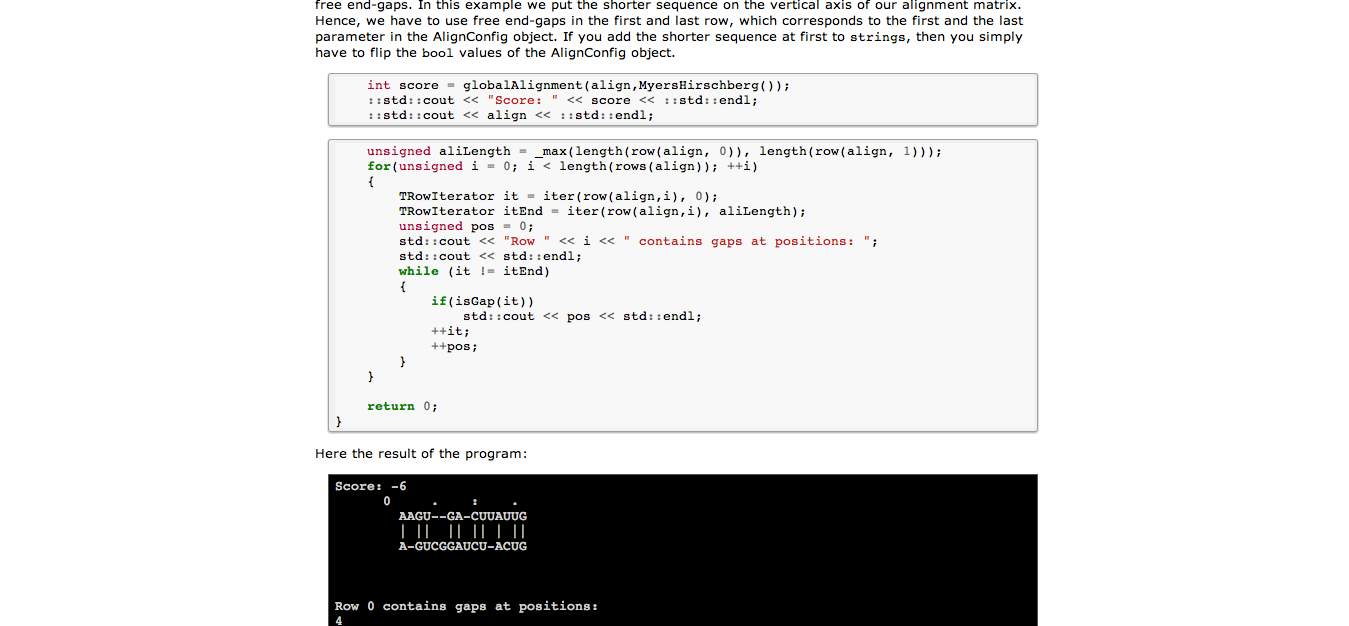 free end-gaps. In this example we put the shorter sequence on the vertical axis of our alignment matrix.
Hence, we have to use free end-gaps in the first and last row, which corresponds to the first and the last
parameter in the AlignConfig object. If you add the shorter sequence at first to strings, then you simply
have to flip the bool values of the AlignConfig object.
int score = globalAlignment(align,MyersHirschberg());
::std::cout << "Score: " << score << ::std::endl;
::std::cout << align << ::std::endl;
unsigned aliLength = _max(length(row(align, 0)), length(row(align, 1)));
for(unsigned i = 0; i < length(rows(align)); ++i)
{
TRowIterator it = iter(row(align,i), 0);
TRowIterator itEnd = iter(row(align,i), aliLength);
unsigned pos = 0;
std::cout << "Row " << i << " contains gaps at positions: ";
std::cout << std::endl;
while (it != itEnd)
{
if(isGap(it))
std::cout << pos << std::endl;
++it;
++pos;
}
}
return 0;
}
Here the result of the program:
Score: -6
0     .    :    .
AAGU--GA-CUUAUUG
| ||  || || | ||
A-GUCGGAUCU-ACUG
Row 0 contains gaps at positions:
4